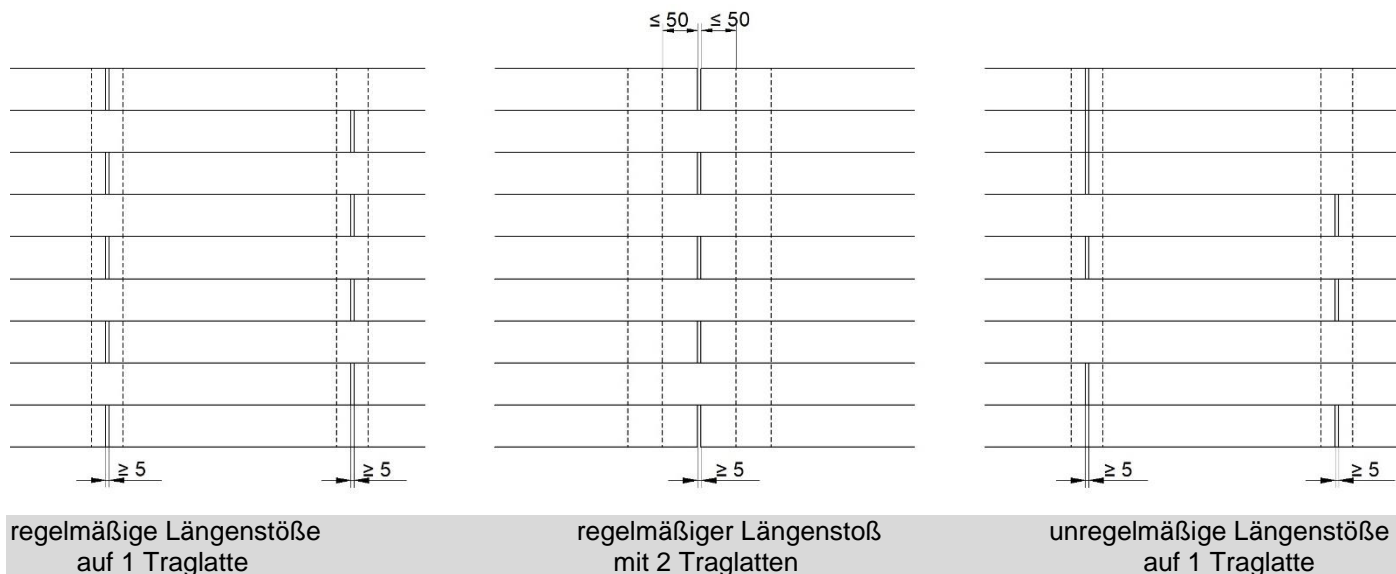 ≤ 50 ≤ 50
≥ 5 ≥ 5 ≥ 5 ≥ 5 ≥ 5
regelmäßige Längenstöße
auf 1 Traglatte
regelmäßiger Längenstoß
mit 2 Traglatten
unregelmäßige Längenstöße
auf 1 Traglatte